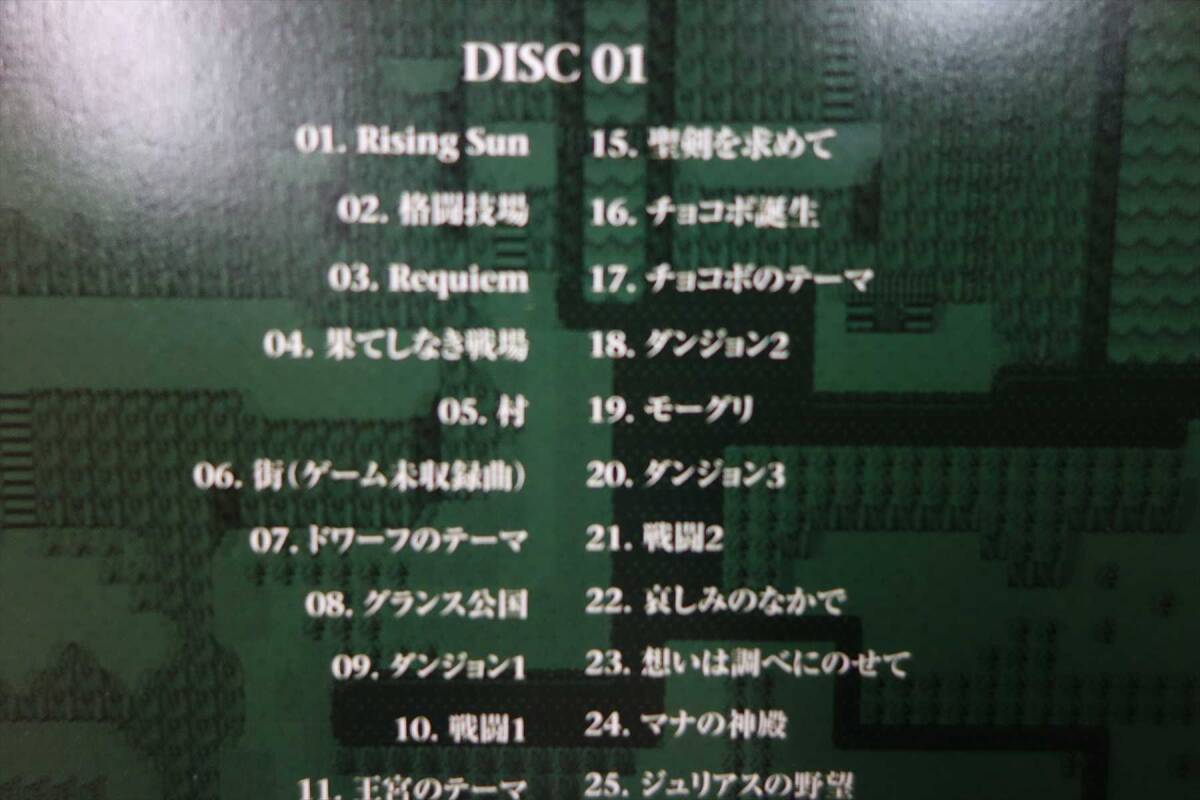 DISC 01
01. Rising Sun
02. 格闘技場
03. Requiem
04. 果てしなき戦場
05. 村
06. 街(ゲーム未収録曲)
07. ドワーフのテーマ
08. グランス公国
09. ダンジョン1
10. 戦闘1
11. 王宮のテーマ
15. 聖剣を求めて
16. チョコボ誕生
17. チョコボのテーマ
18. ダンジョン2
19. モーグリ
20. ダンジョン3
21. 戦闘2
22. 哀しみのなかで
23. 想いは調べにのせて
24. マナの神殿
25. ジュリアスの野望